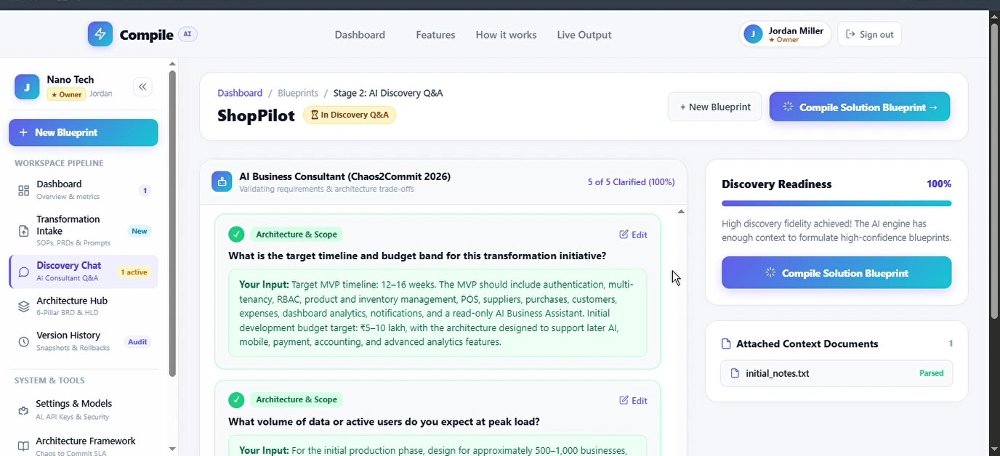 Compile AI
Dashboard
Features
How it works
Live Output
J
Jordan Miller
★ Owner
Sign out
J
Nano Tech
★ Owner Jordan
+ New Blueprint
WORKSPACE PIPELINE
Dashboard
Overview & metrics
1
Transformation
Intake
SOPs, PRDs & Prompts
New
Discovery Chat
AI Consultant Q&A
1 active
Architecture Hub
6-Pillar BRD & HLD
Version History
Snapshots & Rollbacks
Audit
SYSTEM & TOOLS
Settings & Models
AI, API Keys & Security
Architecture Framework
Chaos to Commit SLA
Dashboard / Blueprints / Stage 2: AI Discovery Q&A
ShopPilot
In Discovery Q&A
+ New Blueprint
Compile Solution Blueprint →
AI Business Consultant (Chaos2Commit 2026)
Validating requirements & architecture trade-offs
5 of 5 Clarified (100%)
Architecture & Scope
Edit
What is the target timeline and budget band for this transformation initiative?
Your Input: Target MVP timeline: 12–16 weeks. The MVP should include authentication, multi-
tenancy, RBAC, product and inventory management, POS, suppliers, purchases, customers,
expenses, dashboard analytics, notifications, and a read-only AI Business Assistant. Initial
development budget target: ₹5–10 lakh, with the architecture designed to support later AI,
mobile, payment, accounting, and advanced analytics features.
Architecture & Scope
Edit
What volume of data or active users do you expect at peak load?
Your Input: For the initial production phase, design for approximately 500–1,000 businesses,
Discovery Readiness
100%
High discovery fidelity achieved! The AI engine has
enough context to formulate high-confidence blueprints.
Compile Solution Blueprint
Attached Context Documents
1
initial_notes.txt
Parsed